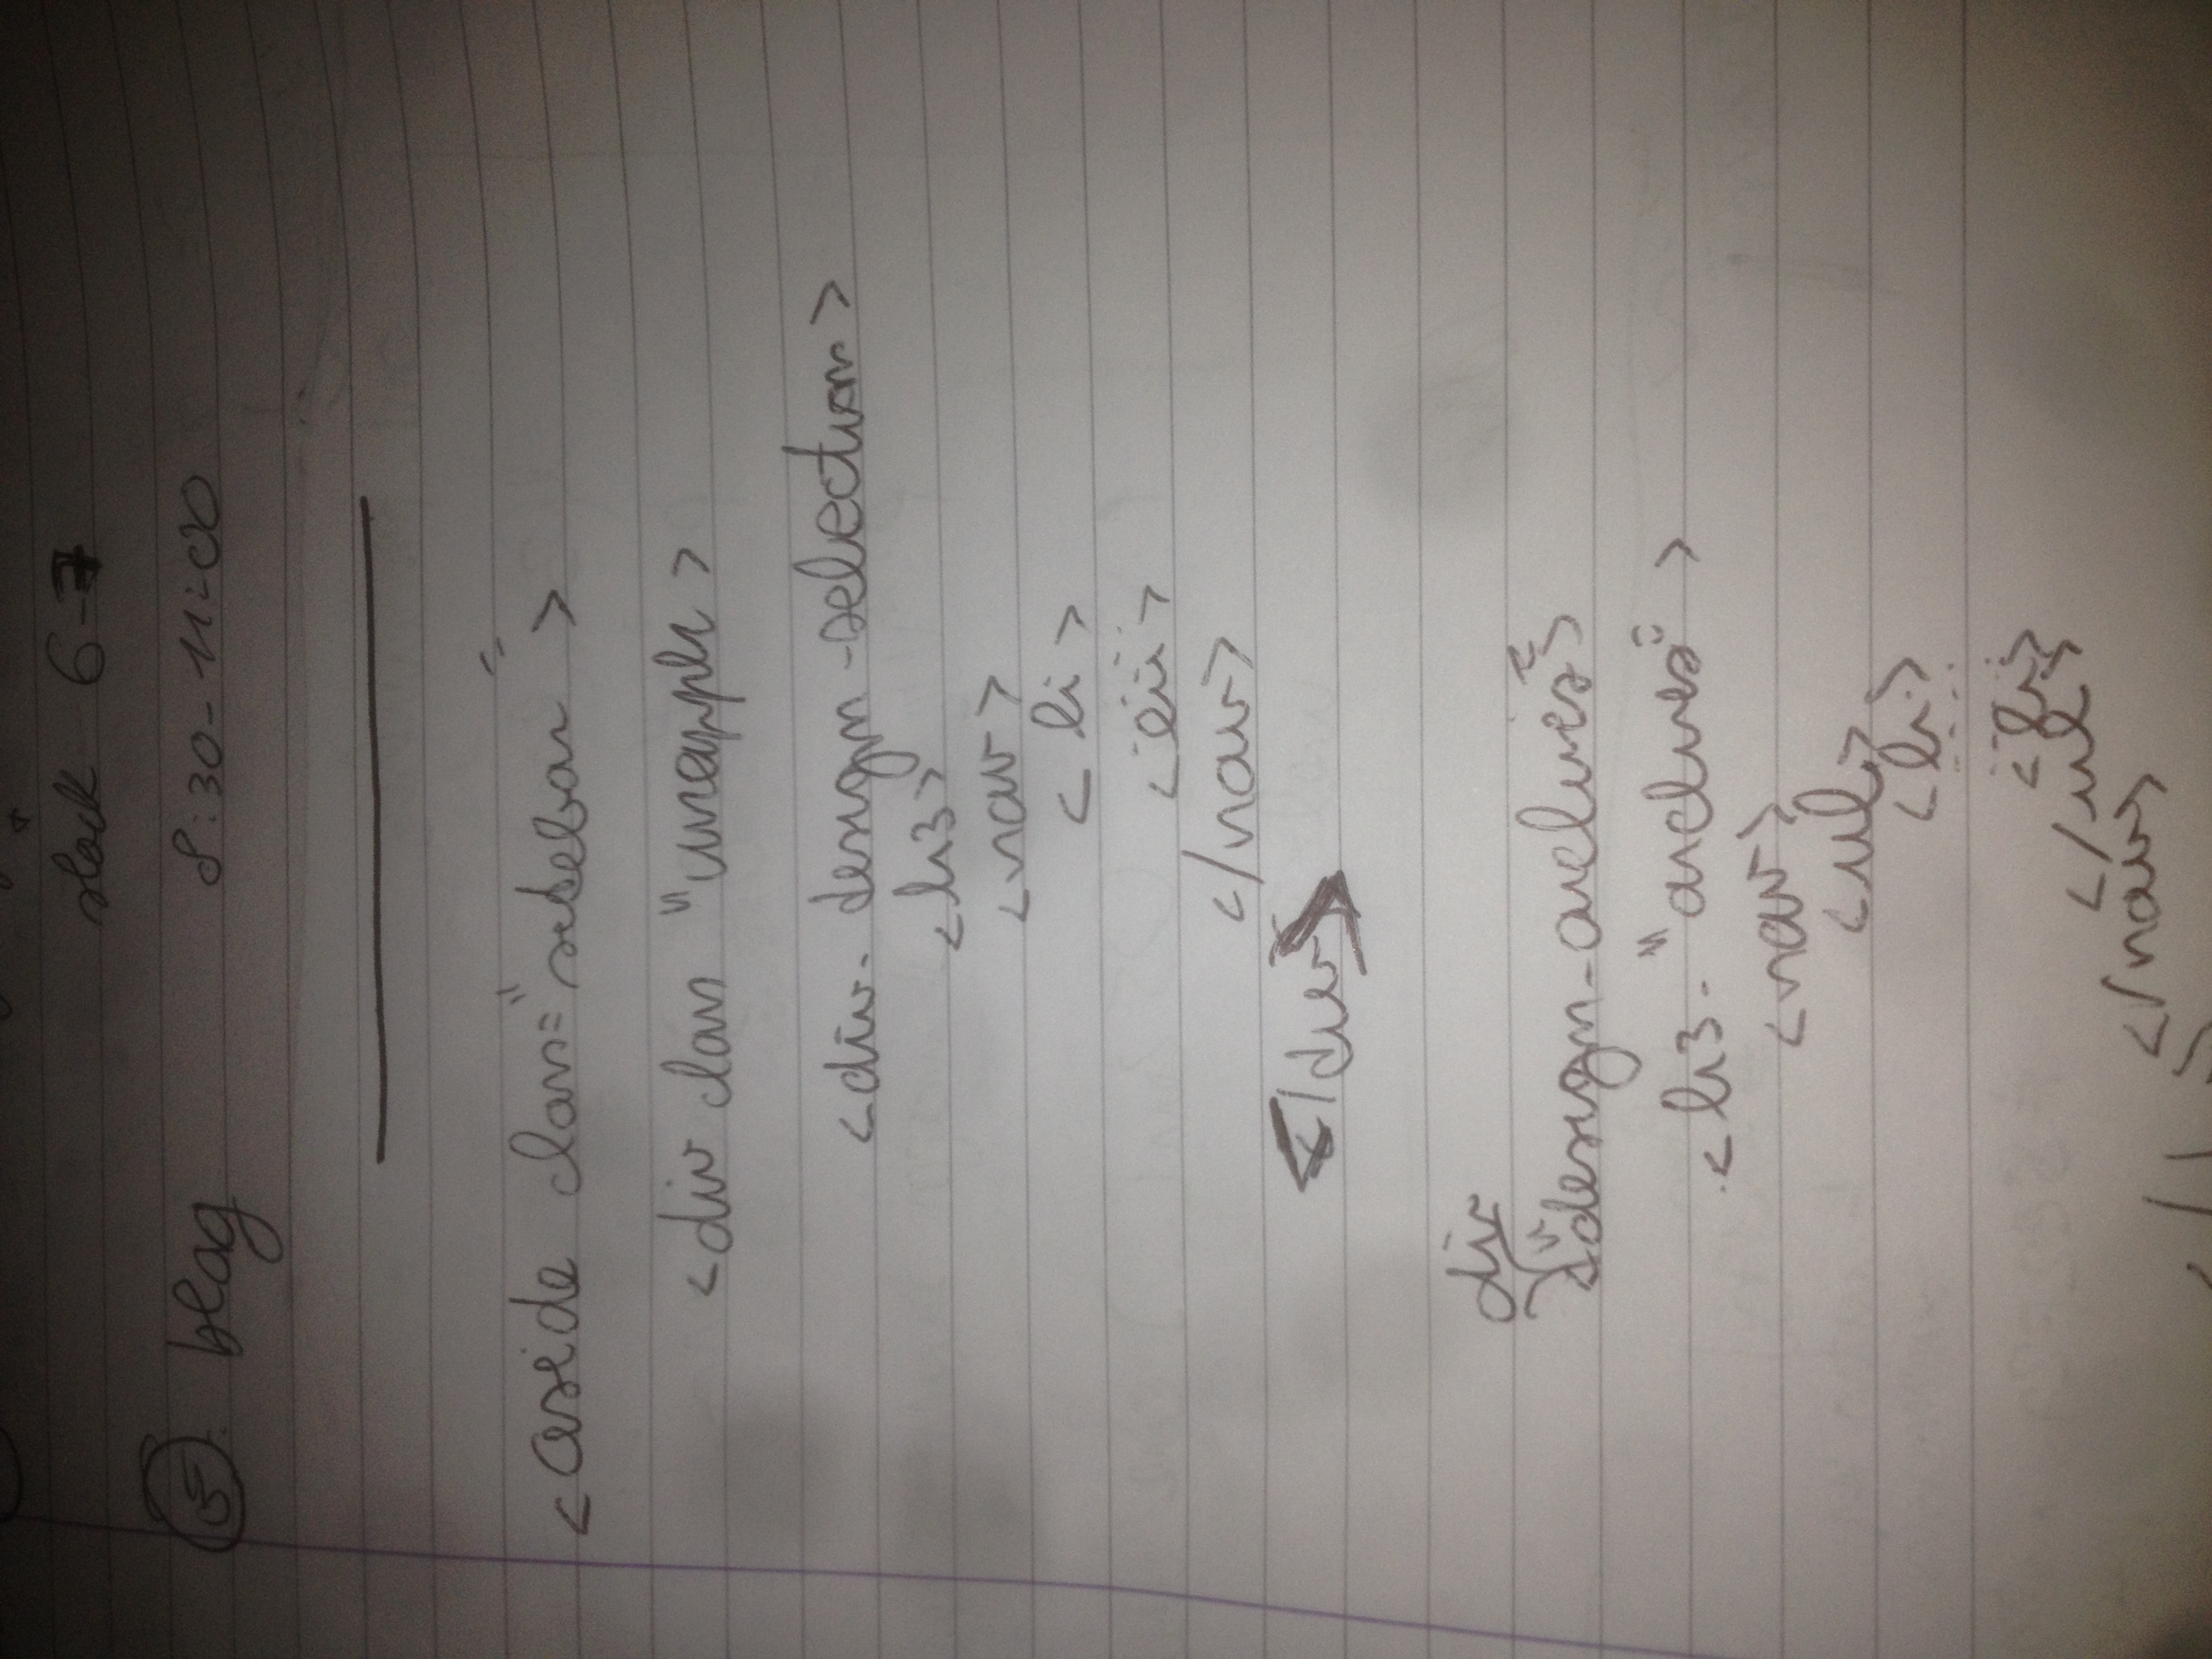 slack 6-7
5 blog 8:30-11:00
<aside class="sidebar">
<div class "wrapper>
<div. design-selection>
<h3>
<nav>
<li>
<li>
</nav>
</div>
div
"design-archives">
<h3-"archives">
<nav>
<ul>
<li>
<li>
</ul>
</nav>
</